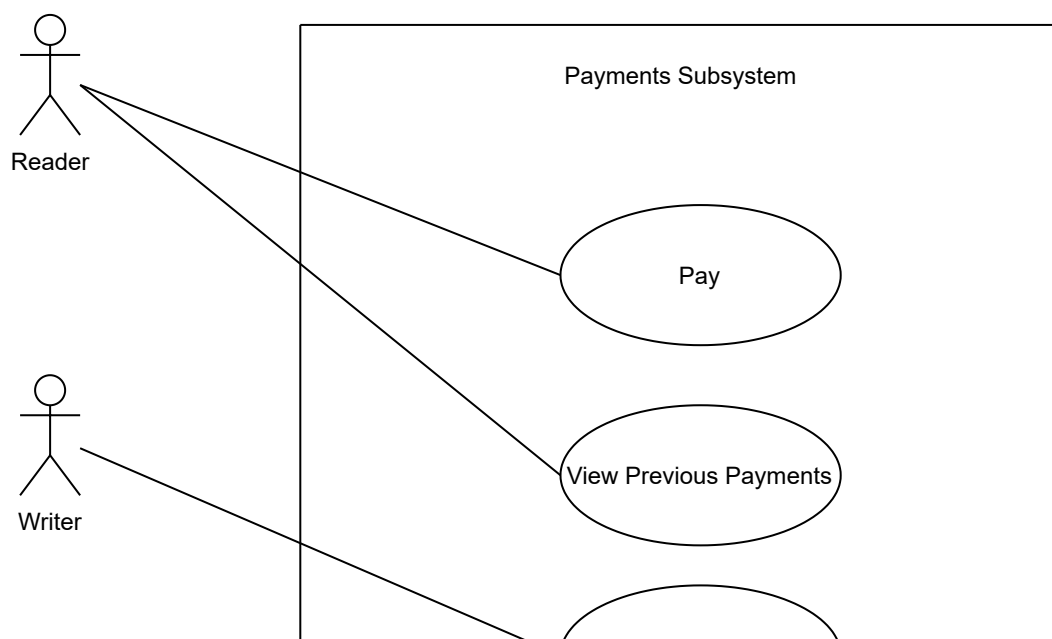 Payments Subsystem
Reader
Pay
View Previous Payments
Writer